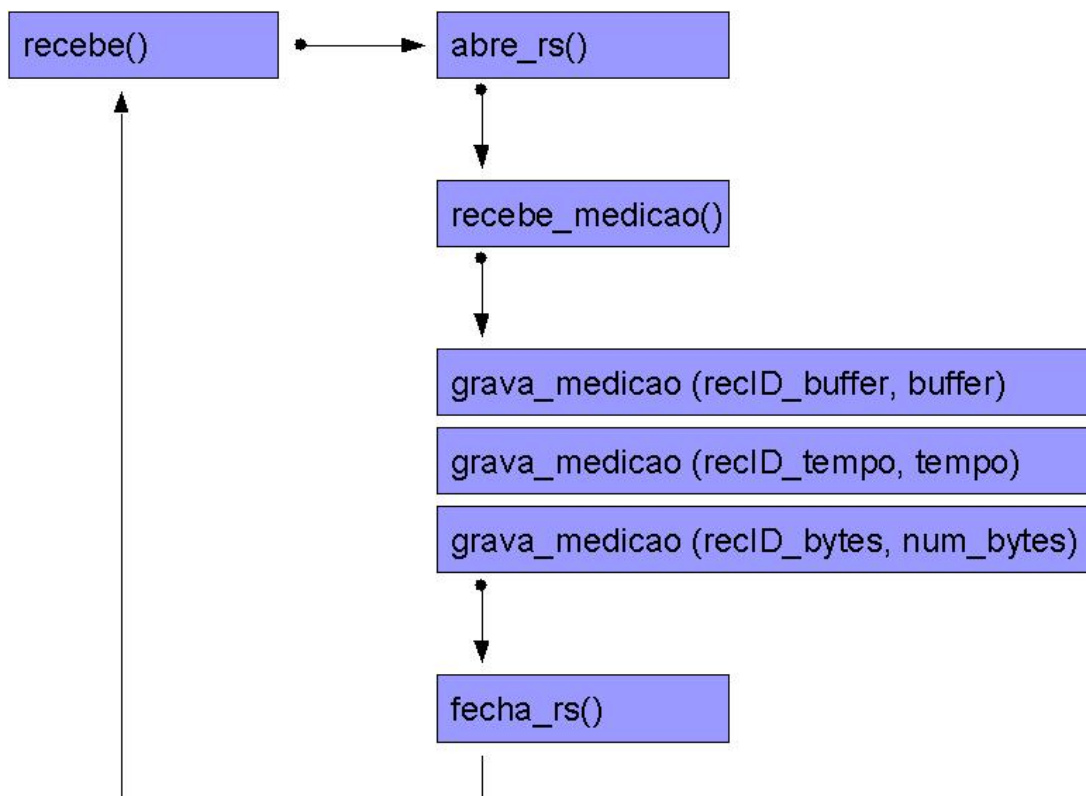 recebe()
abre_rs()
recebe_medicao()
grava_medicao (recID_buffer, buffer)
grava_medicao (recID_tempo, tempo)
grava_medicao (recID_bytes, num_bytes)
fecha_rs()